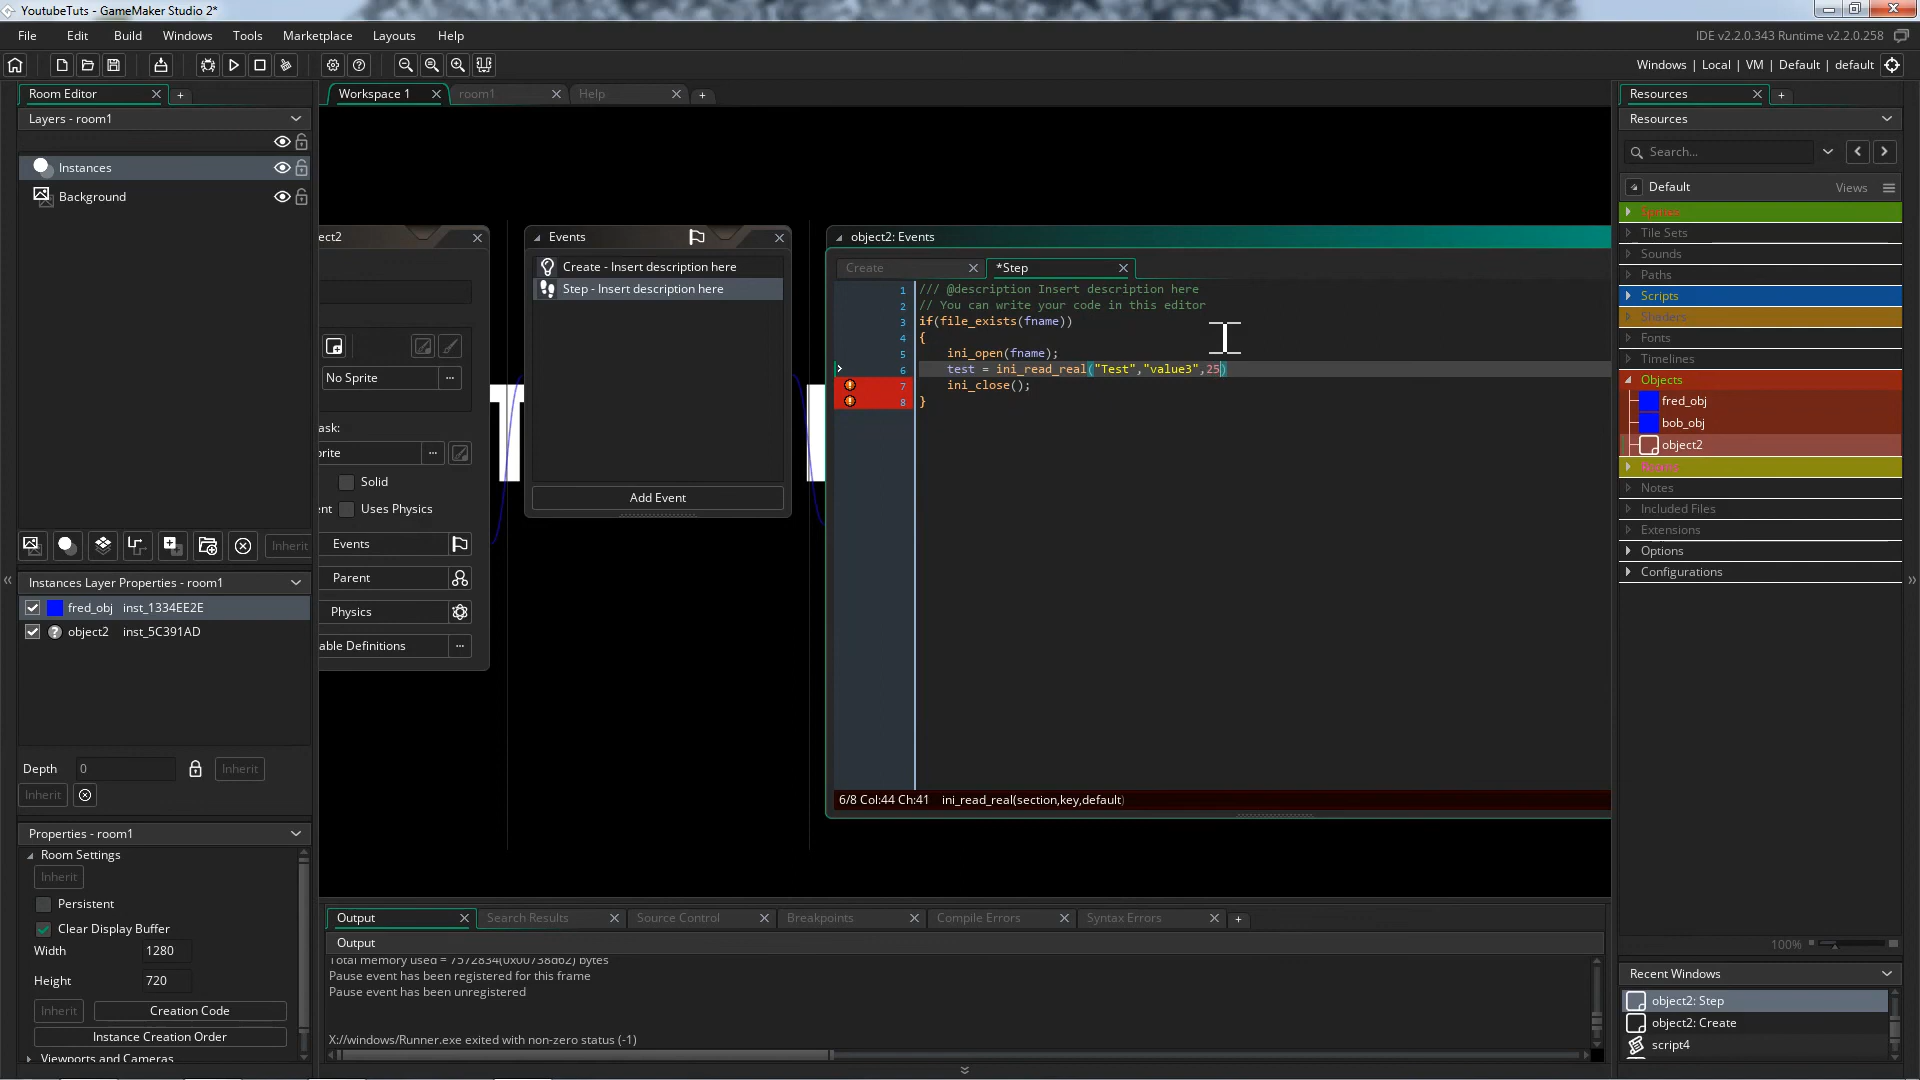 YoutubeTuts - GameMaker Studio 2*
File Edit Build Windows Tools Marketplace Layouts Help
IDE v2.2.0.343 Runtime v2.2.0.258
Windows | Local | VM | Default | default
Room Editor
Layers - room1
Instances
Background
Inherit
Instances Layer Properties - room1
fred_obj inst_1334EE2E
object2 inst_5C391AD
Depth 0 Inherit
Inherit
Properties - room1
Room Settings
Inherit
Persistent
Clear Display Buffer
Width 1280
Height 720
Inherit Creation Code
Instance Creation Order
Viewports and Cameras
Workspace 1 room1 Help
ect2
No Sprite
ask:
rite
Solid
ent Uses Physics
Events
Parent
Physics
able Definitions
Events
Create - Insert description here
Step - Insert description here
Add Event
object2: Events
Create *Step
1 /// @description Insert description here
2 // You can write your code in this editor
3 if(file_exists(fname))
4 {
5 ini_open(fname);
6 test = ini_read_real("Test","value3",25)
7 ini_close();
8 }
6/8 Col:44 Ch:41 ini_read_real(section,key,default)
Output Search Results Source Control Breakpoints Compile Errors Syntax Errors
Output
Total memory used = 7572834(0x00738d62) bytes
Pause event has been registered for this frame
Pause event has been unregistered
X://windows/Runner.exe exited with non-zero status (-1)
Resources
Resources
Search...
Default Views
Sprites
Tile Sets
Sounds
Paths
Scripts
Shaders
Fonts
Timelines
Objects
fred_obj
bob_obj
object2
Rooms
Notes
Included Files
Extensions
Options
Configurations
100%
Recent Windows
object2: Step
object2: Create
script4